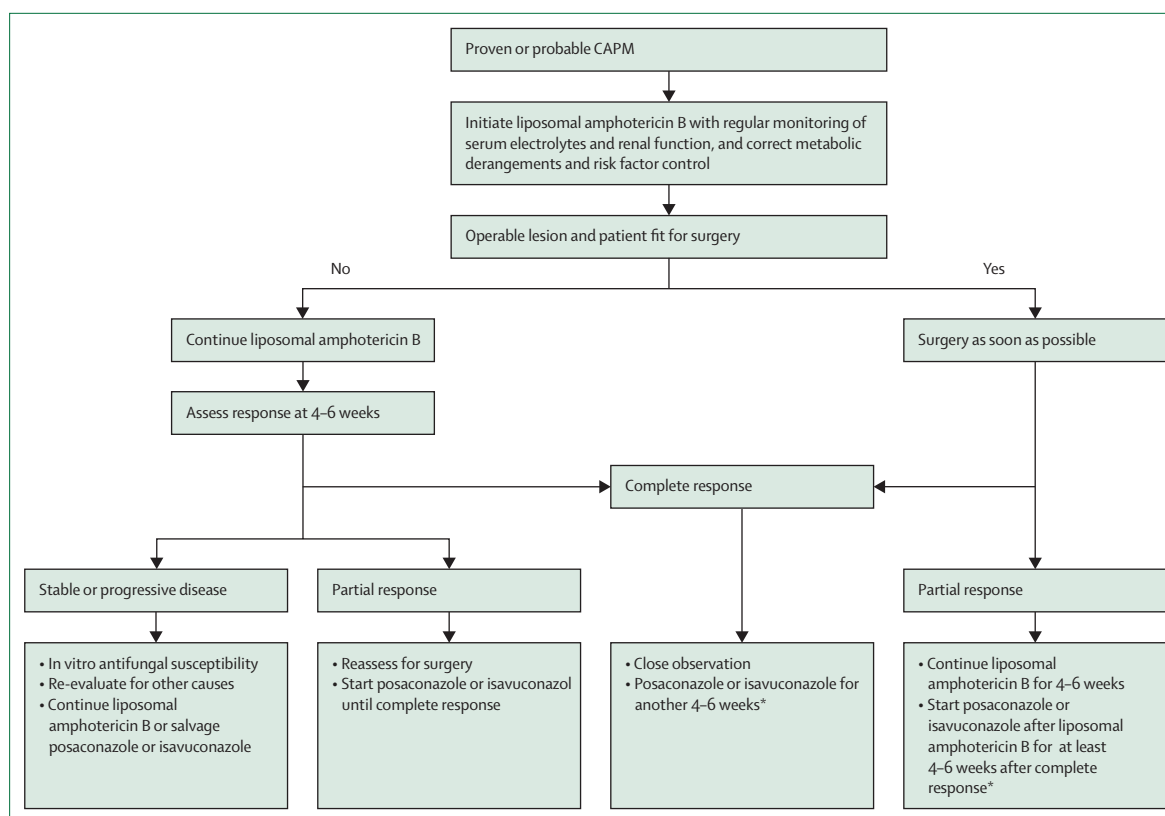 Proven or probable CAPM
Initiate liposomal amphotericin B with regular monitoring of
serum electrolytes and renal function, and correct metabolic
derangements and risk factor control
Operable lesion and patient fit for surgery
No
Yes
Continue liposomal amphotericin B
Surgery as soon as possible
Assess response at 4–6 weeks
Complete response
Stable or progressive disease
Partial response
Partial response
• In vitro antifungal susceptibility
• Re-evaluate for other causes
• Continue liposomal
amphotericin B or salvage
posaconazole or isavuconazole
• Reassess for surgery
• Start posaconazole or isavuconazol
until complete response
• Close observation
• Posaconazole or isavuconazole for
another 4–6 weeks*
• Continue liposomal
amphotericin B for 4–6 weeks
• Start posaconazole or
isavuconazole after liposomal
amphotericin B for at least
4–6 weeks after complete
response*